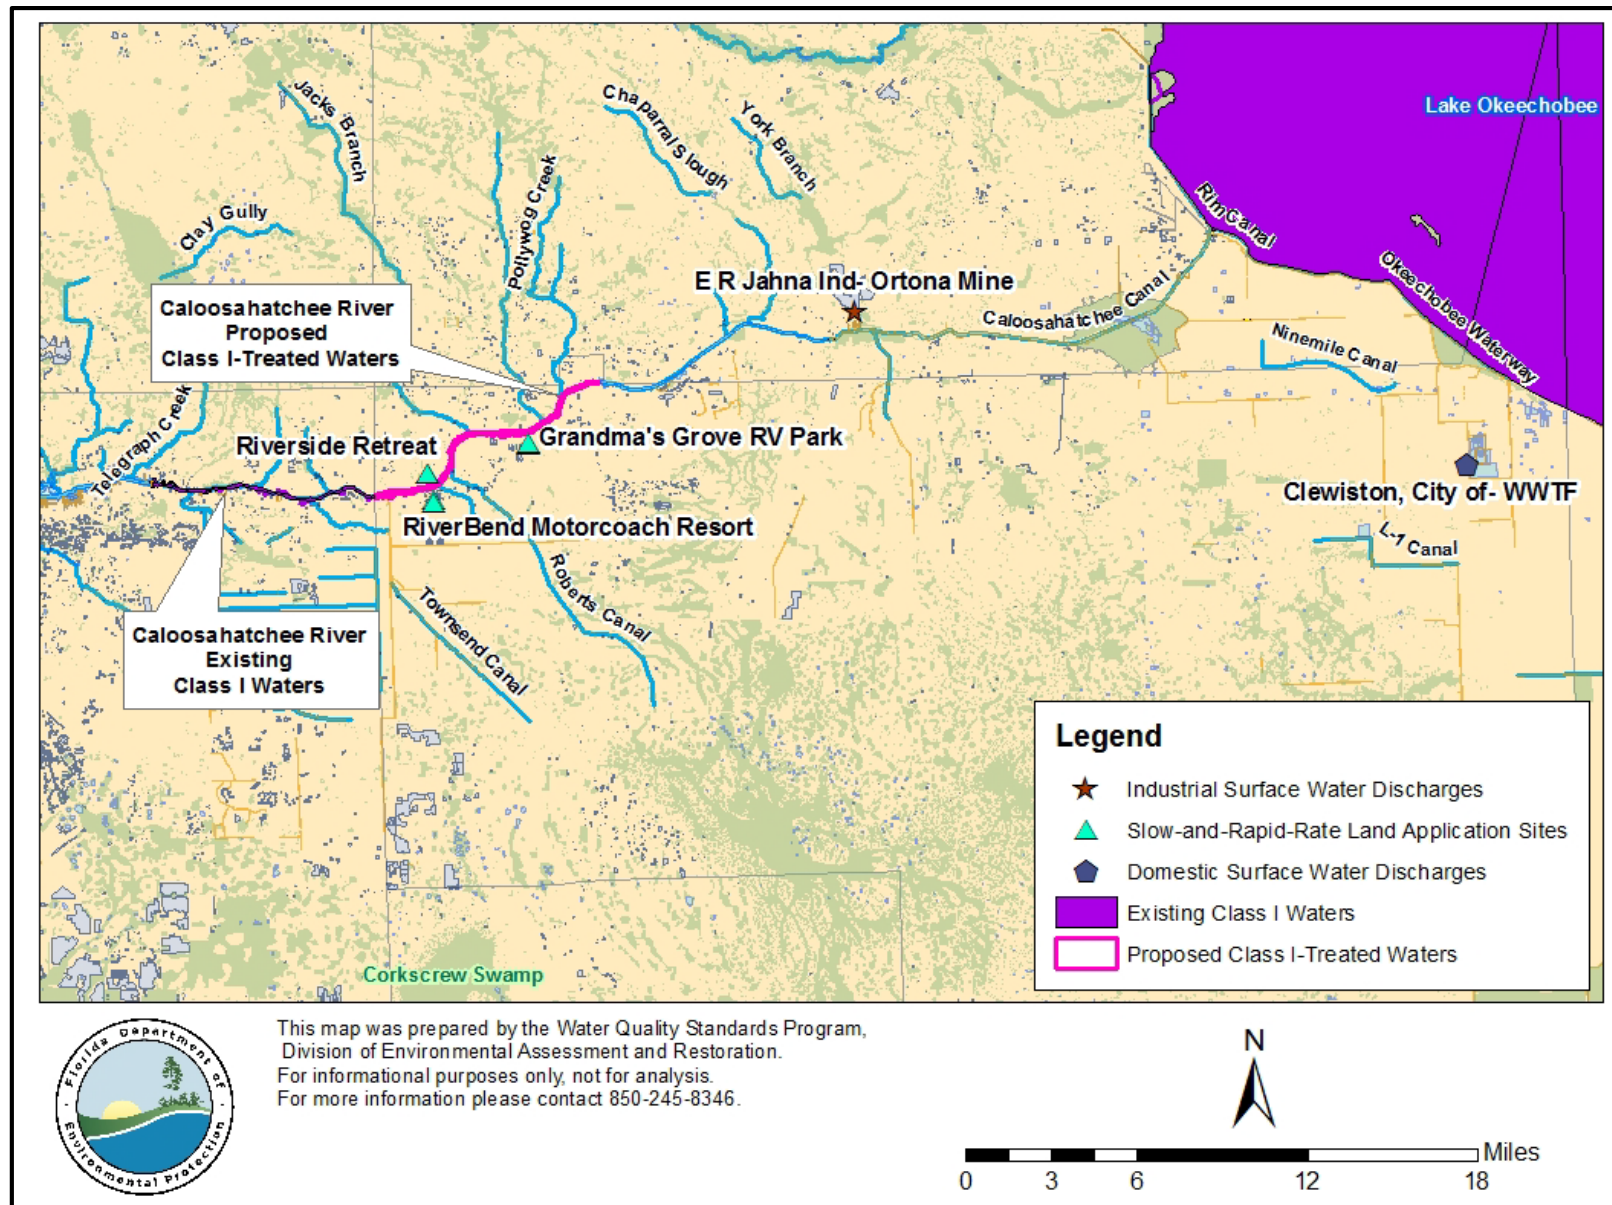 Lake Okeechobee
Jacks Branch
Chaparral Slough
York Branch
Pollywog Creek
Clay Gully
Rim Canal
Okeechobee Waterway
E R Jahna Ind- Ortona Mine
Caloosahatchee Canal
Caloosahatchee River
Proposed
Class I-Treated Waters
Ninemile Canal
Telegraph Creek
Riverside Retreat
Grandma's Grove RV Park
Clewiston, City of- WWTF
RiverBend Motorcoach Resort
L-1 Canal
Roberts Canal
Townsend Canal
Caloosahatchee River
Existing
Class I Waters
Corkscrew Swamp
Legend
Industrial Surface Water Discharges
Slow-and-Rapid-Rate Land Application Sites
Domestic Surface Water Discharges
Existing Class I Waters
Proposed Class I-Treated Waters
Florida Department of
Environmental Protection
This map was prepared by the Water Quality Standards Program,
Division of Environmental Assessment and Restoration.
For informational purposes only, not for analysis.
For more information please contact 850-245-8346.
N
Miles
0 3 6 12 18